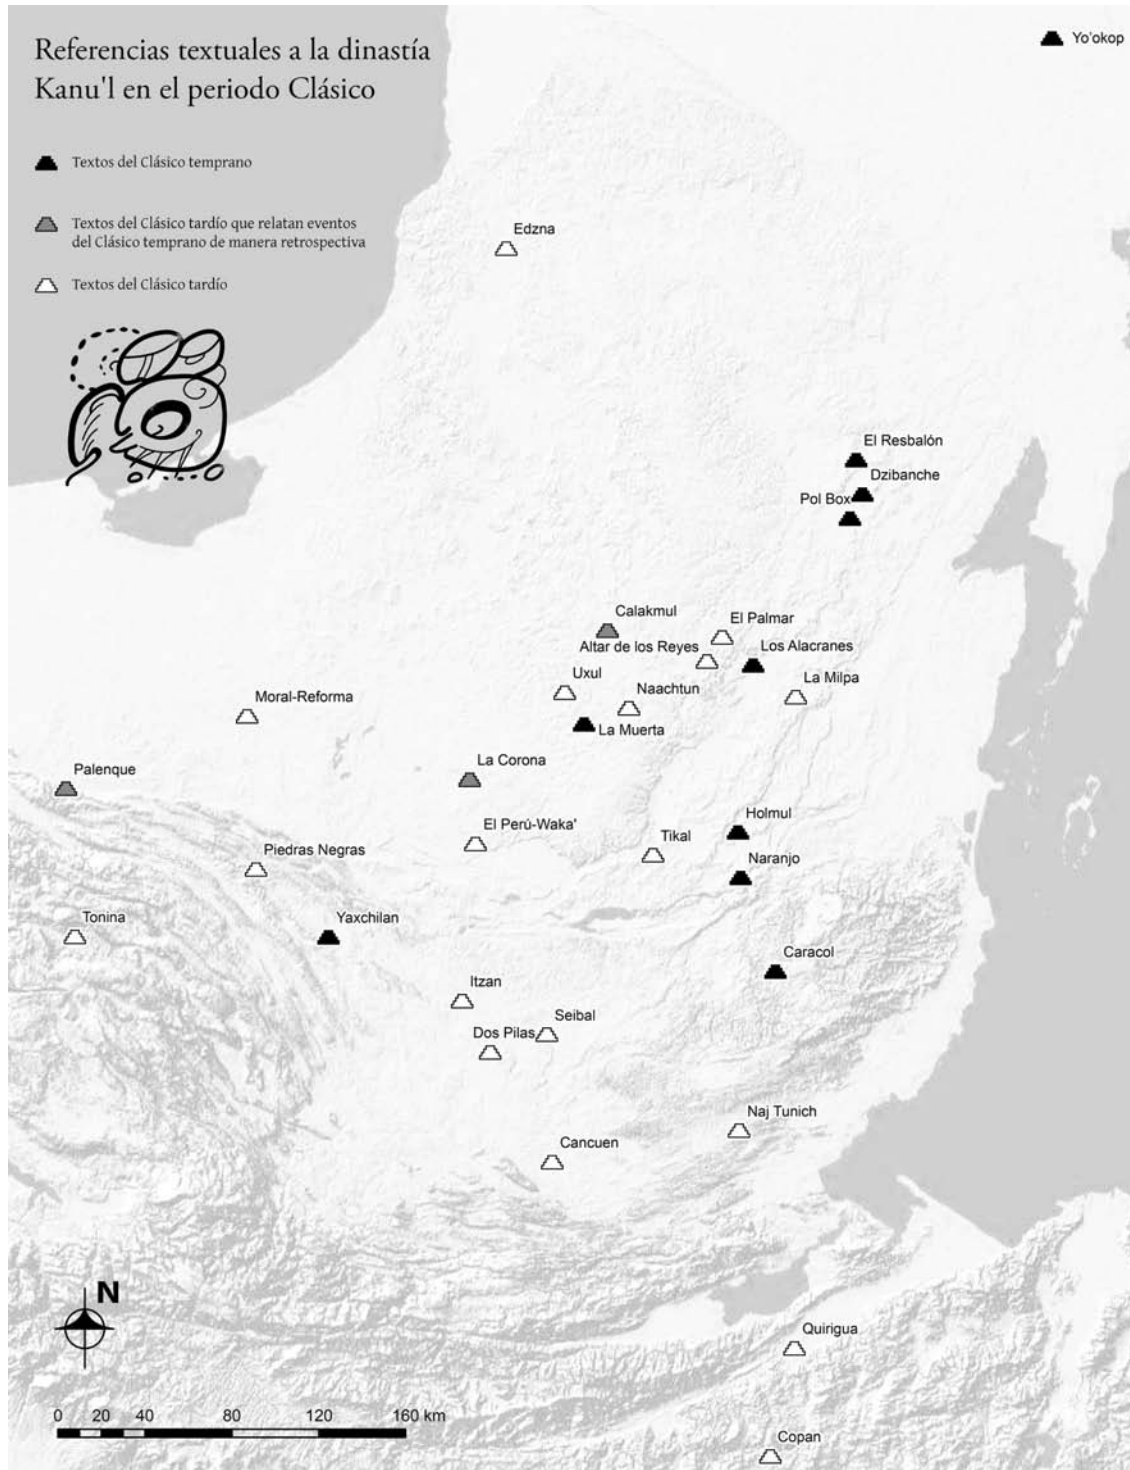 Referencias textuales a la dinastía
Kanu'l en el periodo Clásico
Textos del Clásico temprano
Textos del Clásico tardío que relatan eventos
del Clásico temprano de manera retrospectiva
Textos del Clásico tardío
Yo'okop
Edzna
El Resbalón
Dzibanche
Pol Box
Calakmul
El Palmar
Altar de los Reyes
Los Alacranes
Uxul
Naachtun
La Milpa
Moral-Reforma
La Muerta
La Corona
Palenque
Holmul
El Perú-Waka'
Tikal
Piedras Negras
Naranjo
Tonina
Yaxchilan
Caracol
Itzan
Seibal
Dos Pilas
Naj Tunich
Cancuen
N
Quirigua
0 20 40 80 120 160 km
Copan